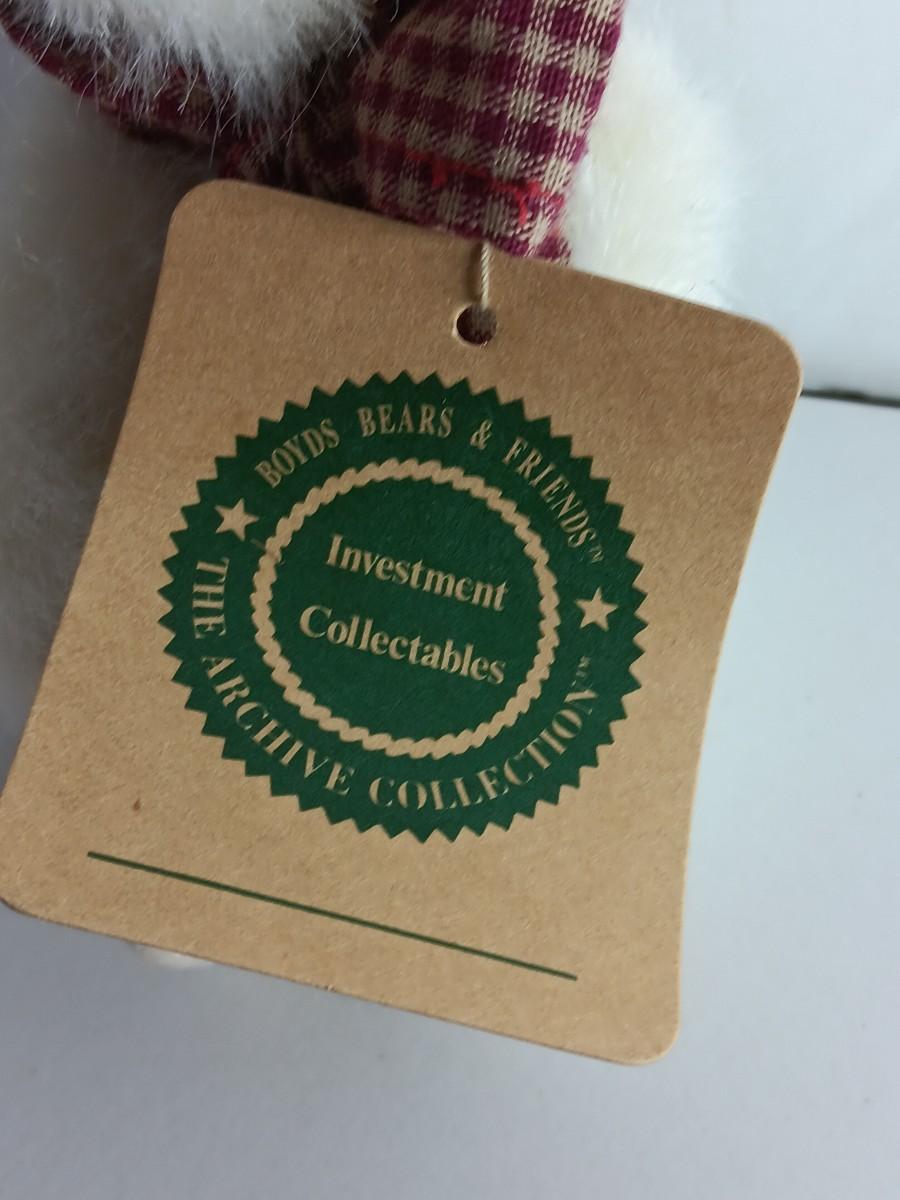 BOYDS BEARS & FRIENDS™
Investment
Collectables
THE ARCHIVE COLLECTION™